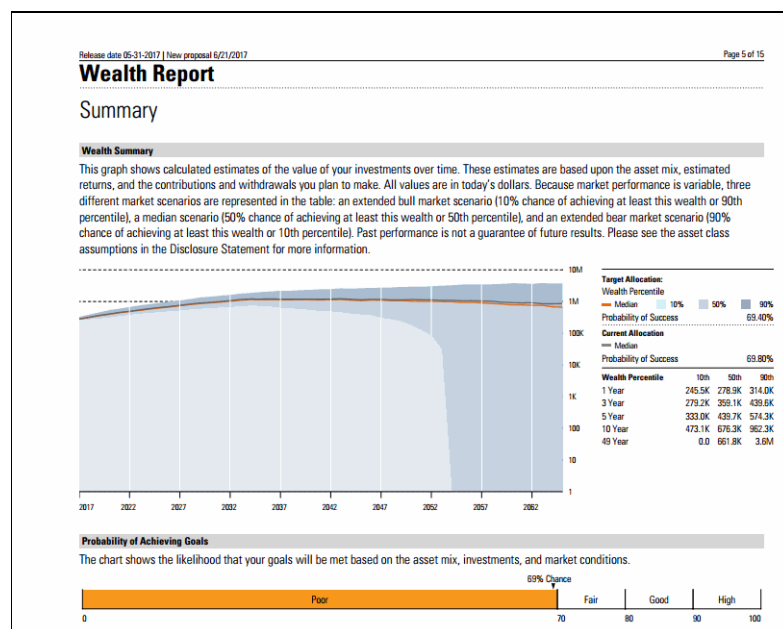 Release date 05-31-2017 | New proposal 6/21/2017 Page 5 of 15
Wealth Report
Summary
Wealth Summary
This graph shows calculated estimates of the value of your investments over time. These estimates are based upon the asset mix, estimated
returns, and the contributions and withdrawals you plan to make. All values are in today's dollars. Because market performance is variable, three
different market scenarios are represented in the table: an extended bull market scenario (10% chance of achieving at least this wealth or 90th
percentile), a median scenario (50% chance of achieving at least this wealth or 50th percentile), and an extended bear market scenario (90%
chance of achieving at least this wealth or 10th percentile). Past performance is not a guarantee of future results. Please see the asset class
assumptions in the Disclosure Statement for more information.
10M
1M
100K
10K
1K
100
10
1
2017 2022 2027 2032 2037 2042 2047 2052 2057 2062
Target Allocation:
Wealth Percentile
Median 10% 50% 90%
Probability of Success 69.40%
Current Allocation
Median
Probability of Success 69.80%
Wealth Percentile 10th 50th 90th
1 Year 245.5K 278.9K 314.0K
3 Year 279.2K 359.1K 439.6K
5 Year 333.0K 439.7K 574.3K
10 Year 473.1K 676.3K 962.3K
49 Year 0.0 661.8K 3.6M
Probability of Achieving Goals
The chart shows the likelihood that your goals will be met based on the asset mix, investments, and market conditions.
69% Chance
Poor Fair Good High
0 70 80 90 100